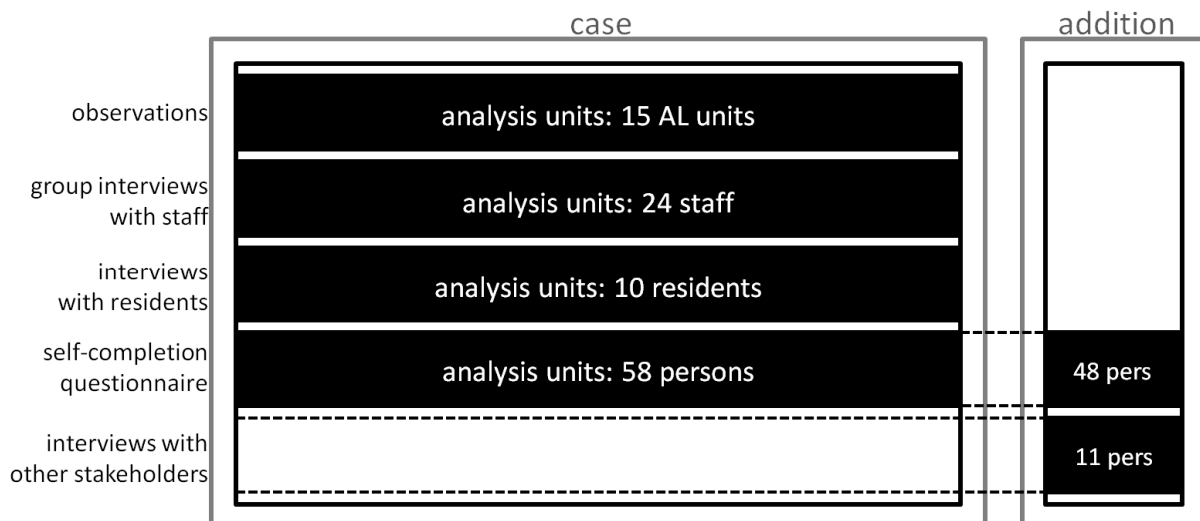 case
addition
observations
analysis units: 15 AL units
group interviews
with staff
analysis units: 24 staff
interviews
with residents
analysis units: 10 residents
self-completion
questionnaire
analysis units: 58 persons
48 pers
interviews with
other stakeholders
11 pers